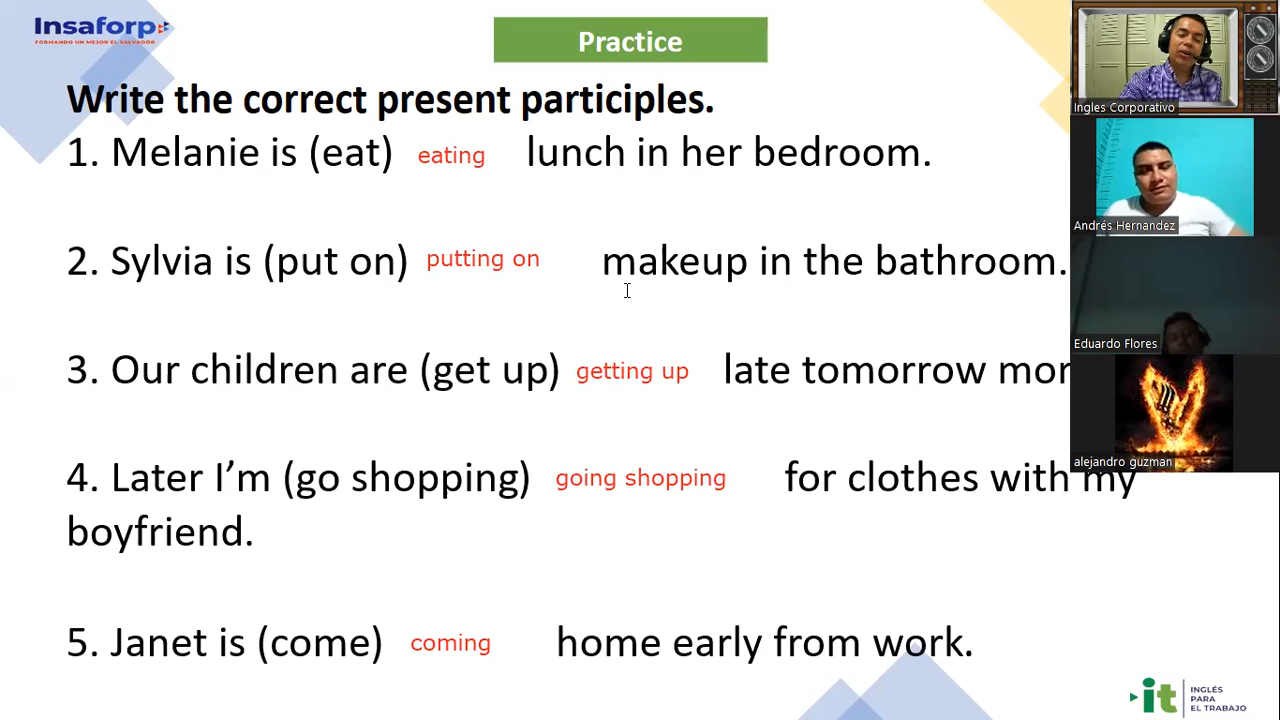 Insaforp
FORMANDO UN MEJOR EL SALVADOR
Practice
Write the correct present participles.
1. Melanie is (eat) eating lunch in her bedroom.
2. Sylvia is (put on) putting on makeup in the bathroom.
3. Our children are (get up) getting up late tomorrow mor
4. Later I’m (go shopping) going shopping for clothes with my
boyfriend.
5. Janet is (come) coming home early from work.
Ingles Corporativo
Andrés Hernandez
Eduardo Flores
alejandro guzman
it
INGLÉS
PARA
EL TRABAJO